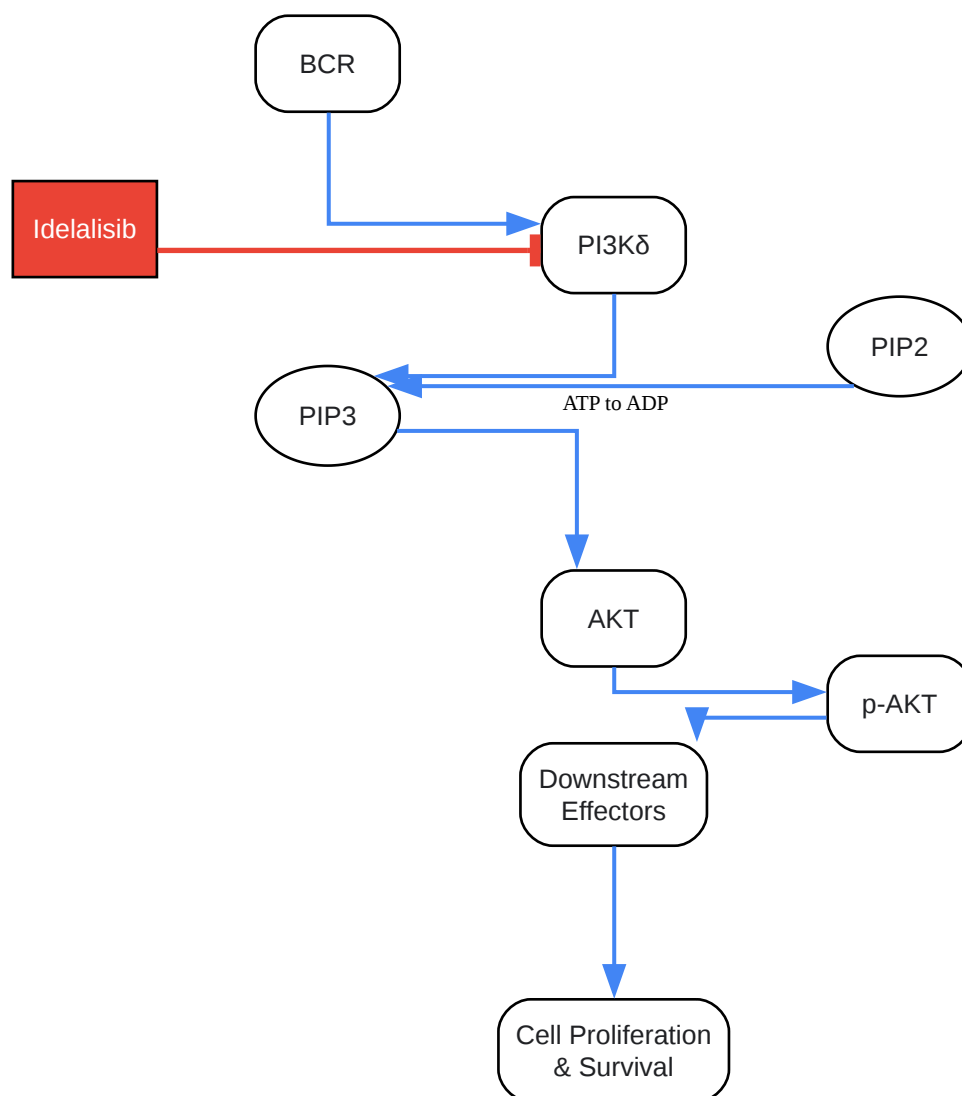 BCR
Idelalisib
PI3Kδ
PIP2
ATP to ADP
PIP3
AKT
p-AKT
Downstream
Effectors
Cell Proliferation
& Survival